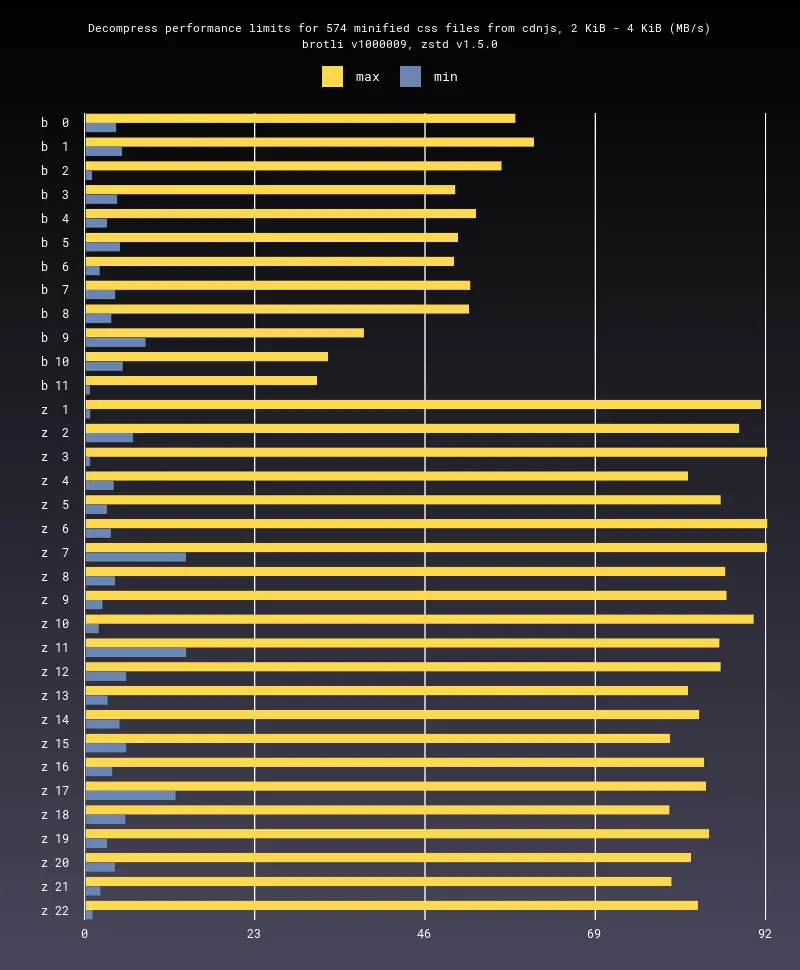 Decompress performance limits for 574 minified css files from cdnjs, 2 KiB - 4 KiB (MB/s)
brotli v1000009, zstd v1.5.0
max min
b 0
b 1
b 2
b 3
b 4
b 5
b 6
b 7
b 8
b 9
b 10
b 11
z 1
z 2
z 3
z 4
z 5
z 6
z 7
z 8
z 9
z 10
z 11
z 12
z 13
z 14
z 15
z 16
z 17
z 18
z 19
z 20
z 21
z 22
0 23 46 69 92